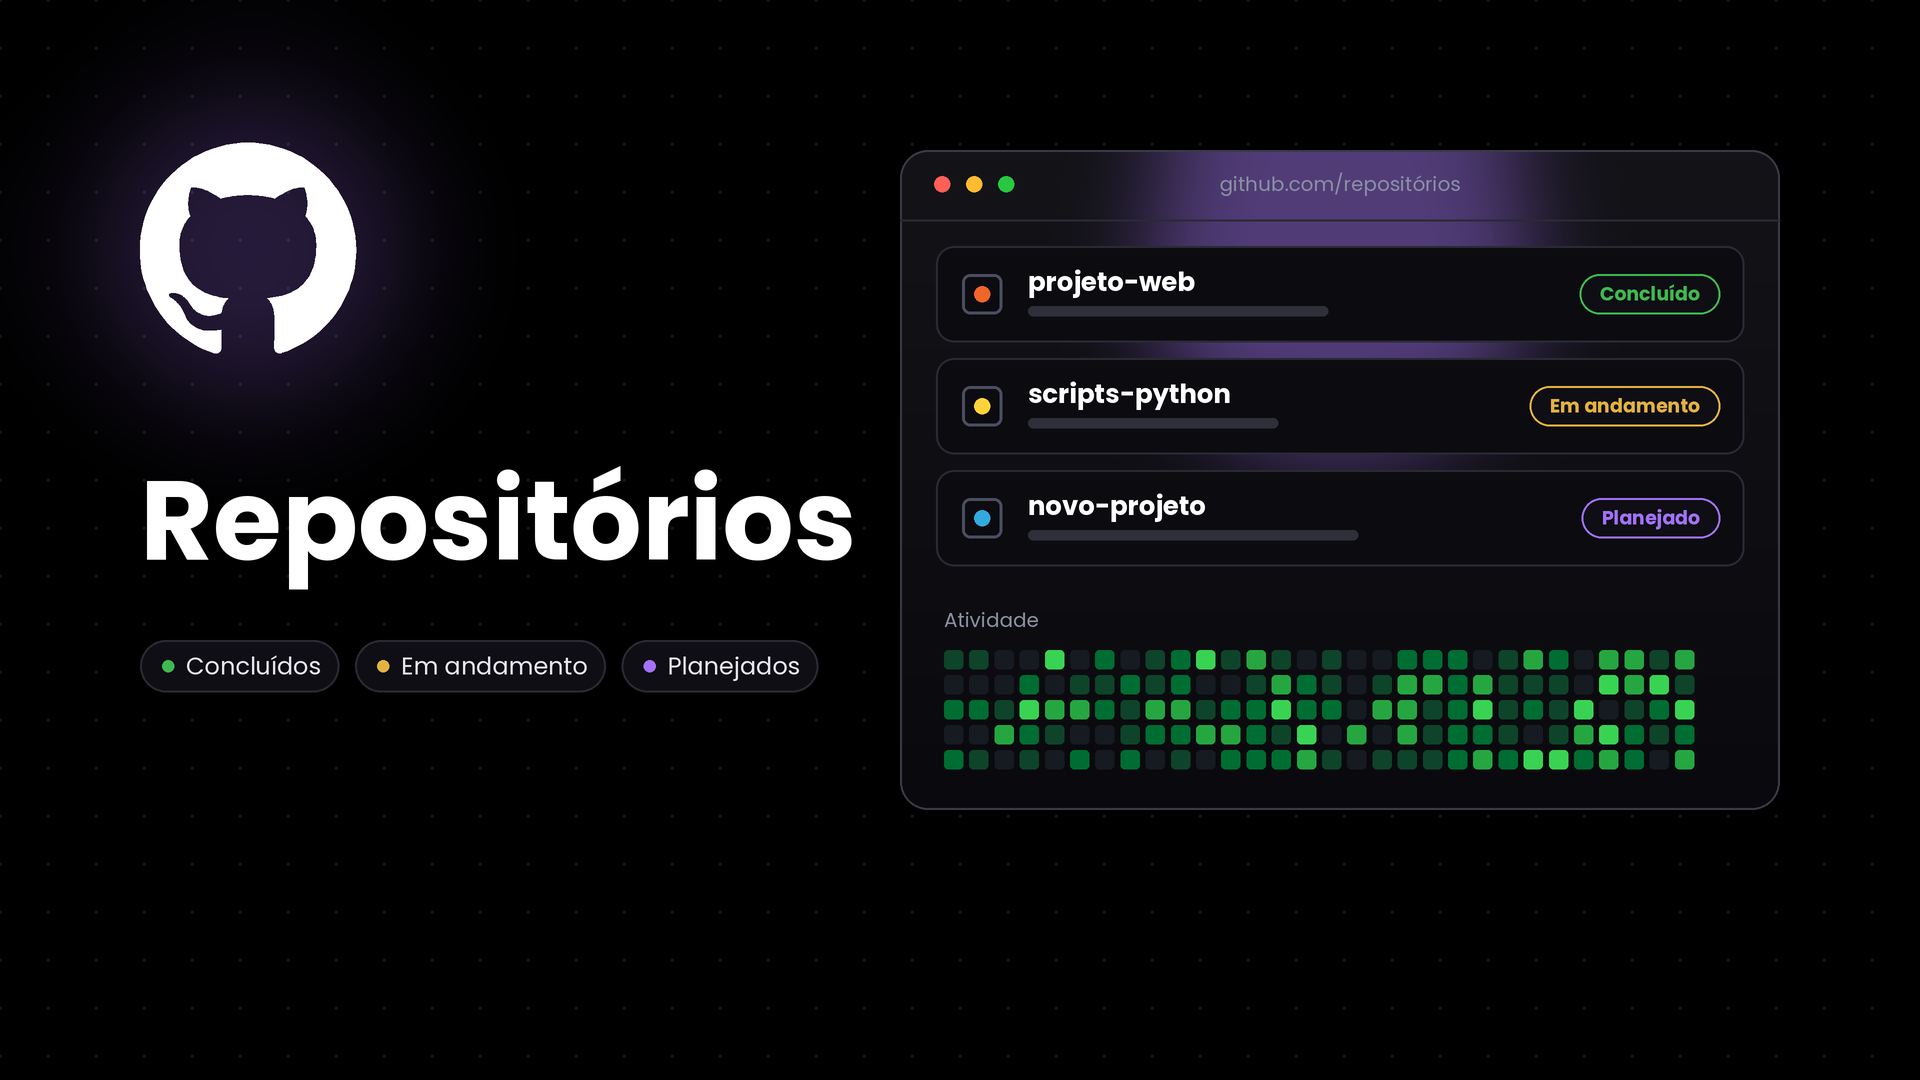 Repositórios
Concluídos
Em andamento
Planejados
github.com/repositórios
projeto-web
Concluído
scripts-python
Em andamento
novo-projeto
Planejado
Atividade